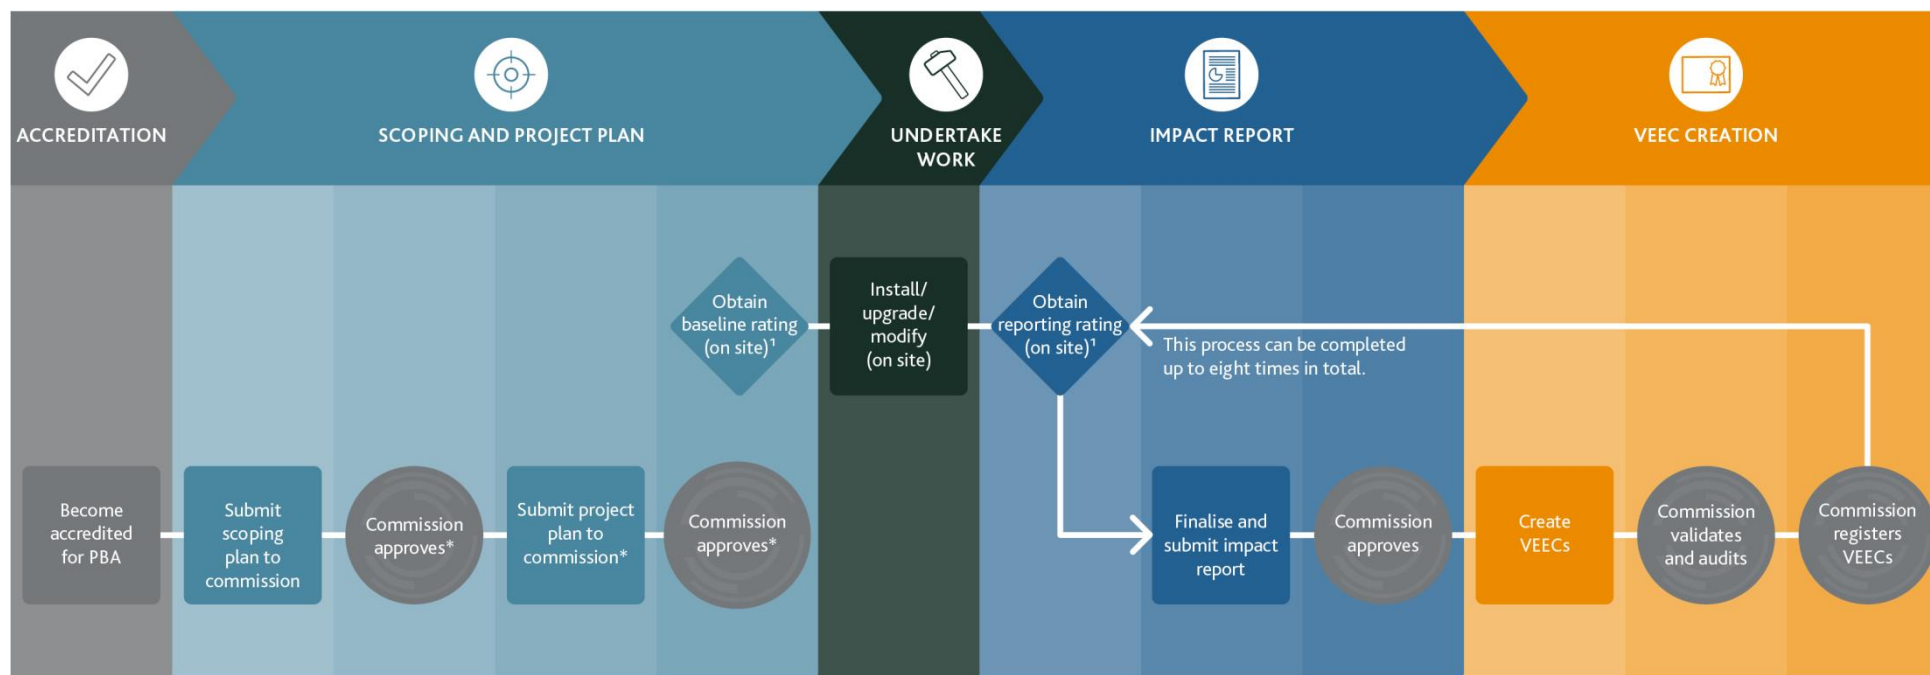 ACCREDITATION
SCOPING AND PROJECT PLAN
UNDERTAKE
WORK
IMPACT REPORT
VEEC CREATION
Obtain
baseline rating
(on site)¹
Install/
upgrade/
modify
(on site)
Obtain
reporting rating
(on site)¹
This process can be completed
up to eight times in total.
Become
accredited
for PBA
Submit
scoping
plan to
commission
Commission
approves*
Submit project
plan to
commission*
Commission
approves*
Finalise and
submit impact
report
Commission
approves
Create
VEECs
Commission
validates
and audits
Commission
registers
VEECs